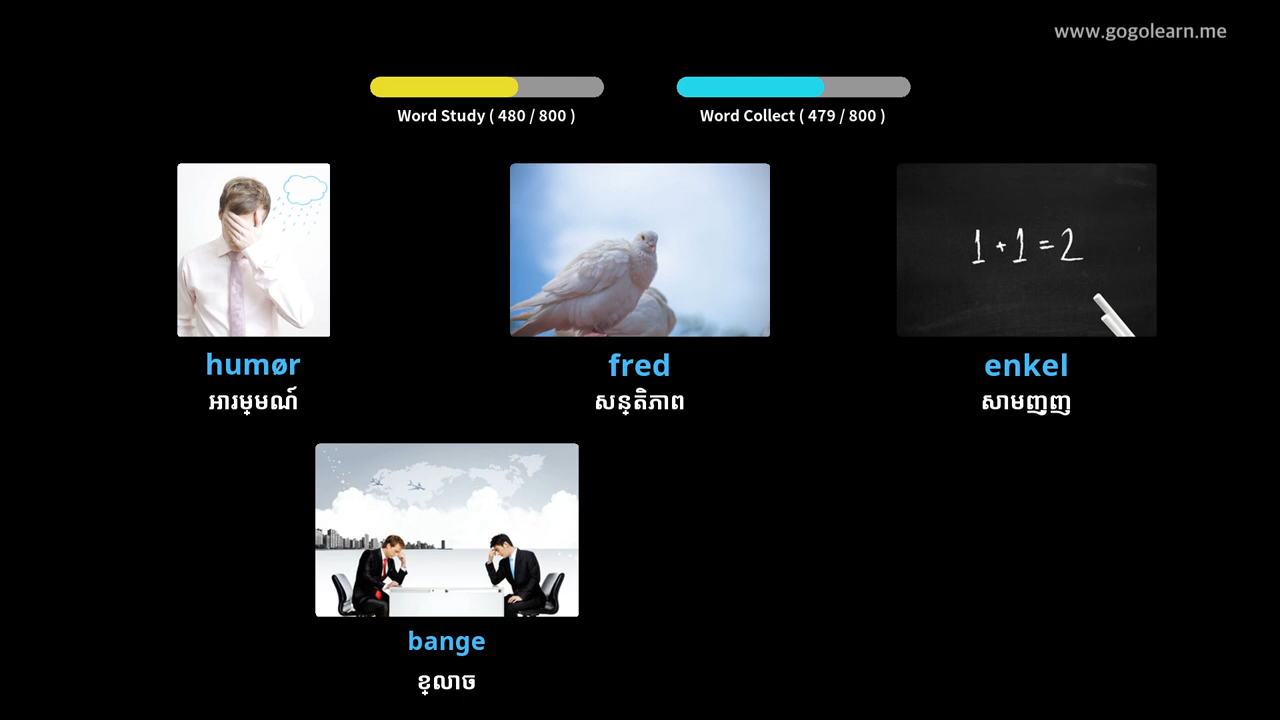 www.gogolearn.me
Word Study ( 480 / 800 )
Word Collect ( 479 / 800 )
1 + 1 = 2
humør
អារម្មណ៍
fred
សន្តិភាព
enkel
សាមញ្ញ
bange
ខ្លាច